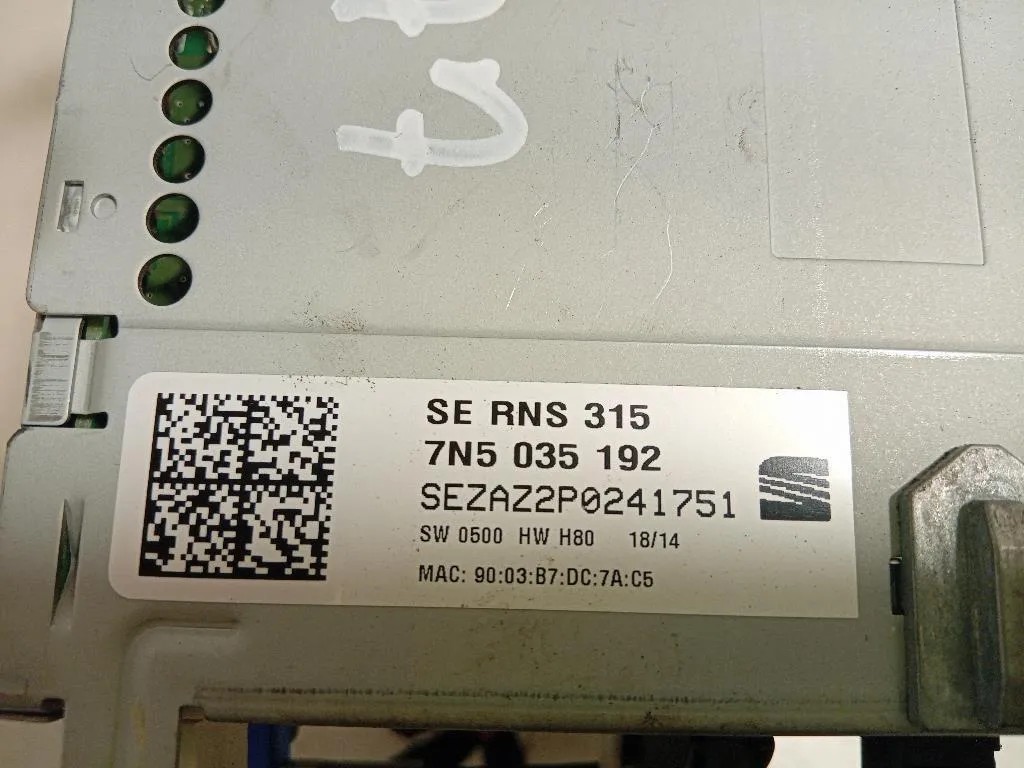 SE RNS 315
7N5 035 192
SEZAZ2P0241751
SW 0500 HW H80 18/14
MAC: 90:03:B7:DC:7A:C5